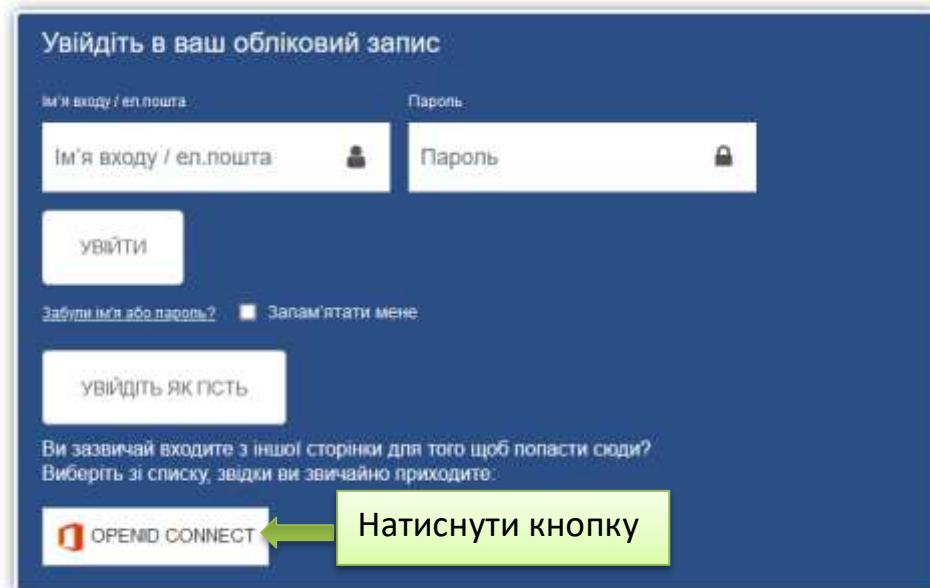 Увійдіть в ваш обліковий запис
Ім'я входу / ел.пошта Пароль
Ім'я входу / ел.пошта Пароль
УВІЙТИ
Забули ім'я або пароль? Запам'ятати мене
УВІЙДІТЬ ЯК ГІСТЬ
Ви зазвичай входите з іншої сторінки для того щоб попасти сюди?
Виберіть зі списку, звідки ви звичайно приходите:
OPENID CONNECT Натиснути кнопку